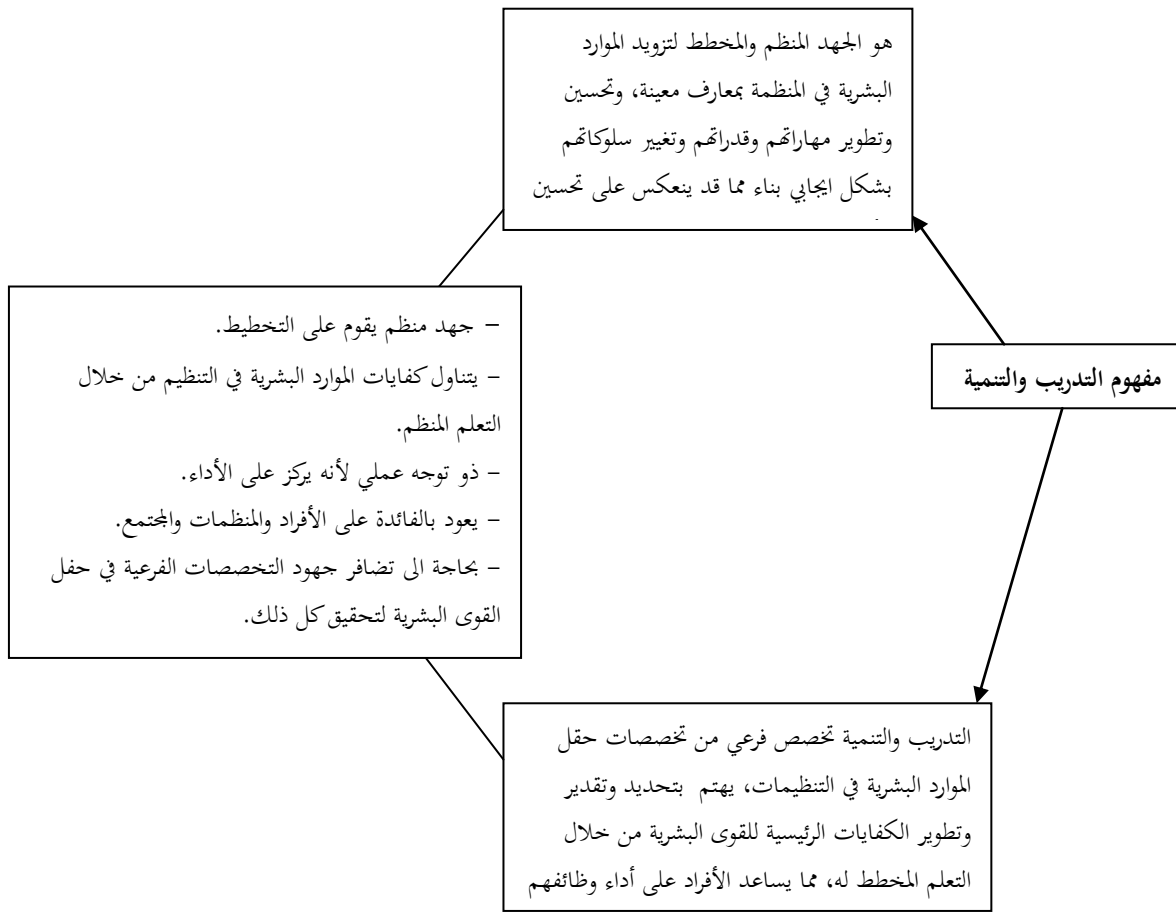 هو الجهد المنظم والمخطط لتزويد الموارد
البشرية في المنظمة بمعارف معينة، وتحسين
وتطوير مهاراتهم وقدراتهم وتغيير سلوكاتهم
بشكل ايجابي بناء مما قد ينعكس على تحسين
مفهوم التدريب والتنمية
– جهد منظم يقوم على التخطيط.
– يتناول كفايات الموارد البشرية في التنظيم من خلال
التعلم المنظم.
– ذو توجه عملي لأنه يركز على الأداء.
– يعود بالفائدة على الأفراد والمنظمات والمجتمع.
– بحاجة الى تضافر جهود التخصصات الفرعية في حفل
القوى البشرية لتحقيق كل ذلك.
التدريب والتنمية تخصص فرعي من تخصصات حقل
الموارد البشرية في التنظيمات، يهتم بتحديد وتقدير
وتطوير الكفايات الرئيسية للقوى البشرية من خلال
التعلم المخطط له، مما يساعد الأفراد على أداء وظائفهم